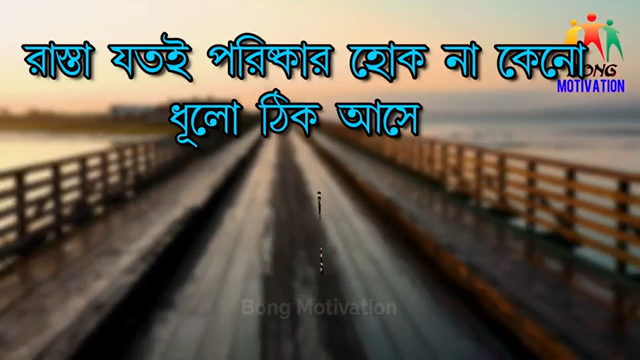 রাস্তা যতই পরিষ্কার হোক না কেনো
ধূলো ঠিক আসে
BONG
MOTIVATION
Bong Motivation